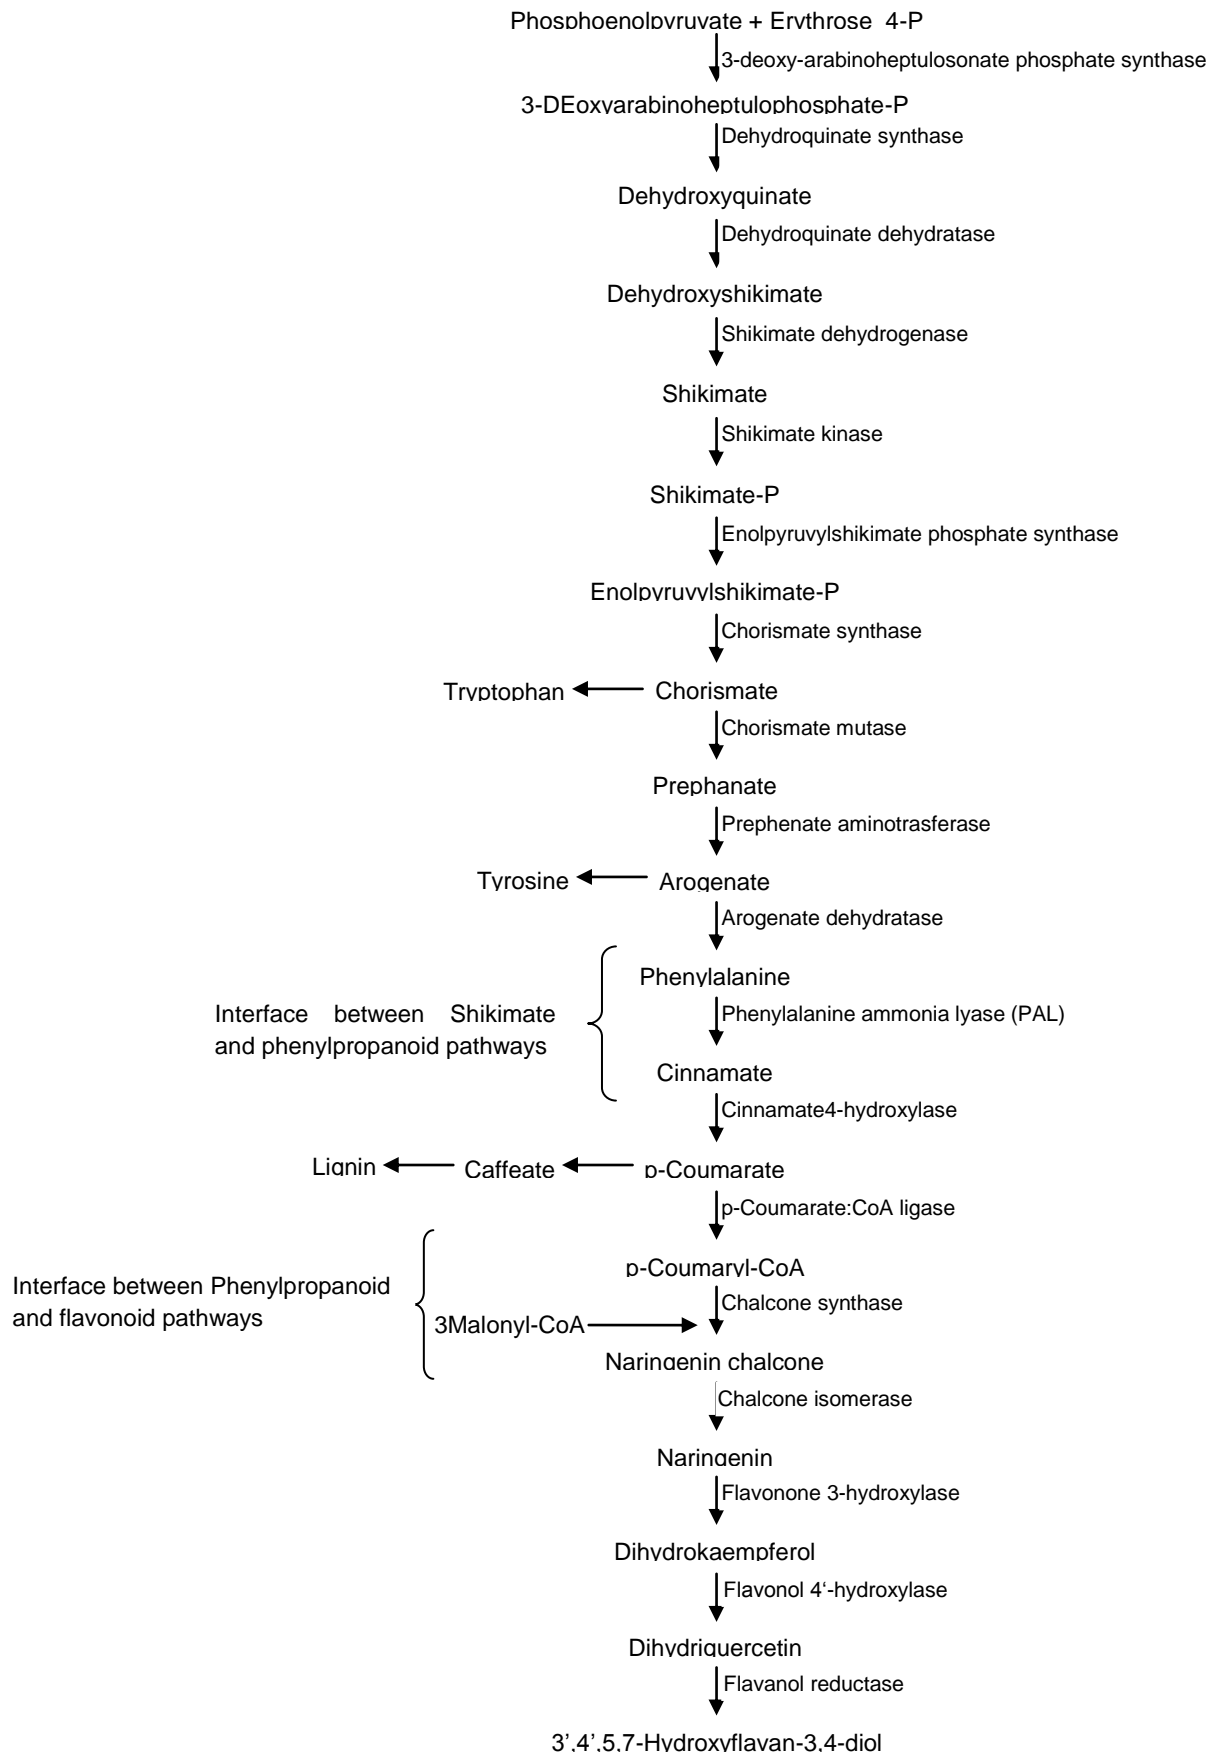 Phosphoenolpyruvate + Erythrose 4-P
3-deoxy-arabinoheptulosonate phosphate synthase
3-DEoxyarabinoheptulophosphate-P
Dehydroquinate synthase
Dehydroxyquinate
Dehydroquinate dehydratase
Dehydroxyshikimate
Shikimate dehydrogenase
Shikimate
Shikimate kinase
Shikimate-P
Enolpyruvylshikimate phosphate synthase
Enolpyruvylshikimate-P
Chorismate synthase
Tryptophan
Chorismate
Chorismate mutase
Prephanate
Prephenate aminotrasferase
Tyrosine
Arogenate
Arogenate dehydratase
Phenylalanine
Interface between Shikimate
and phenylpropanoid pathways
Phenylalanine ammonia lyase (PAL)
Cinnamate
Cinnamate4-hydroxylase
Lignin
Caffeate
p-Coumarate
p-Coumarate:CoA ligase
p-Coumaryl-CoA
Interface between Phenylpropanoid
and flavonoid pathways
Chalcone synthase
3Malonyl-CoA
Naringenin chalcone
Chalcone isomerase
Naringenin
Flavonone 3-hydroxylase
Dihydrokaempferol
Flavonol 4‘-hydroxylase
Dihydriquercetin
Flavanol reductase
3’,4’,5,7-Hydroxyflavan-3,4-diol